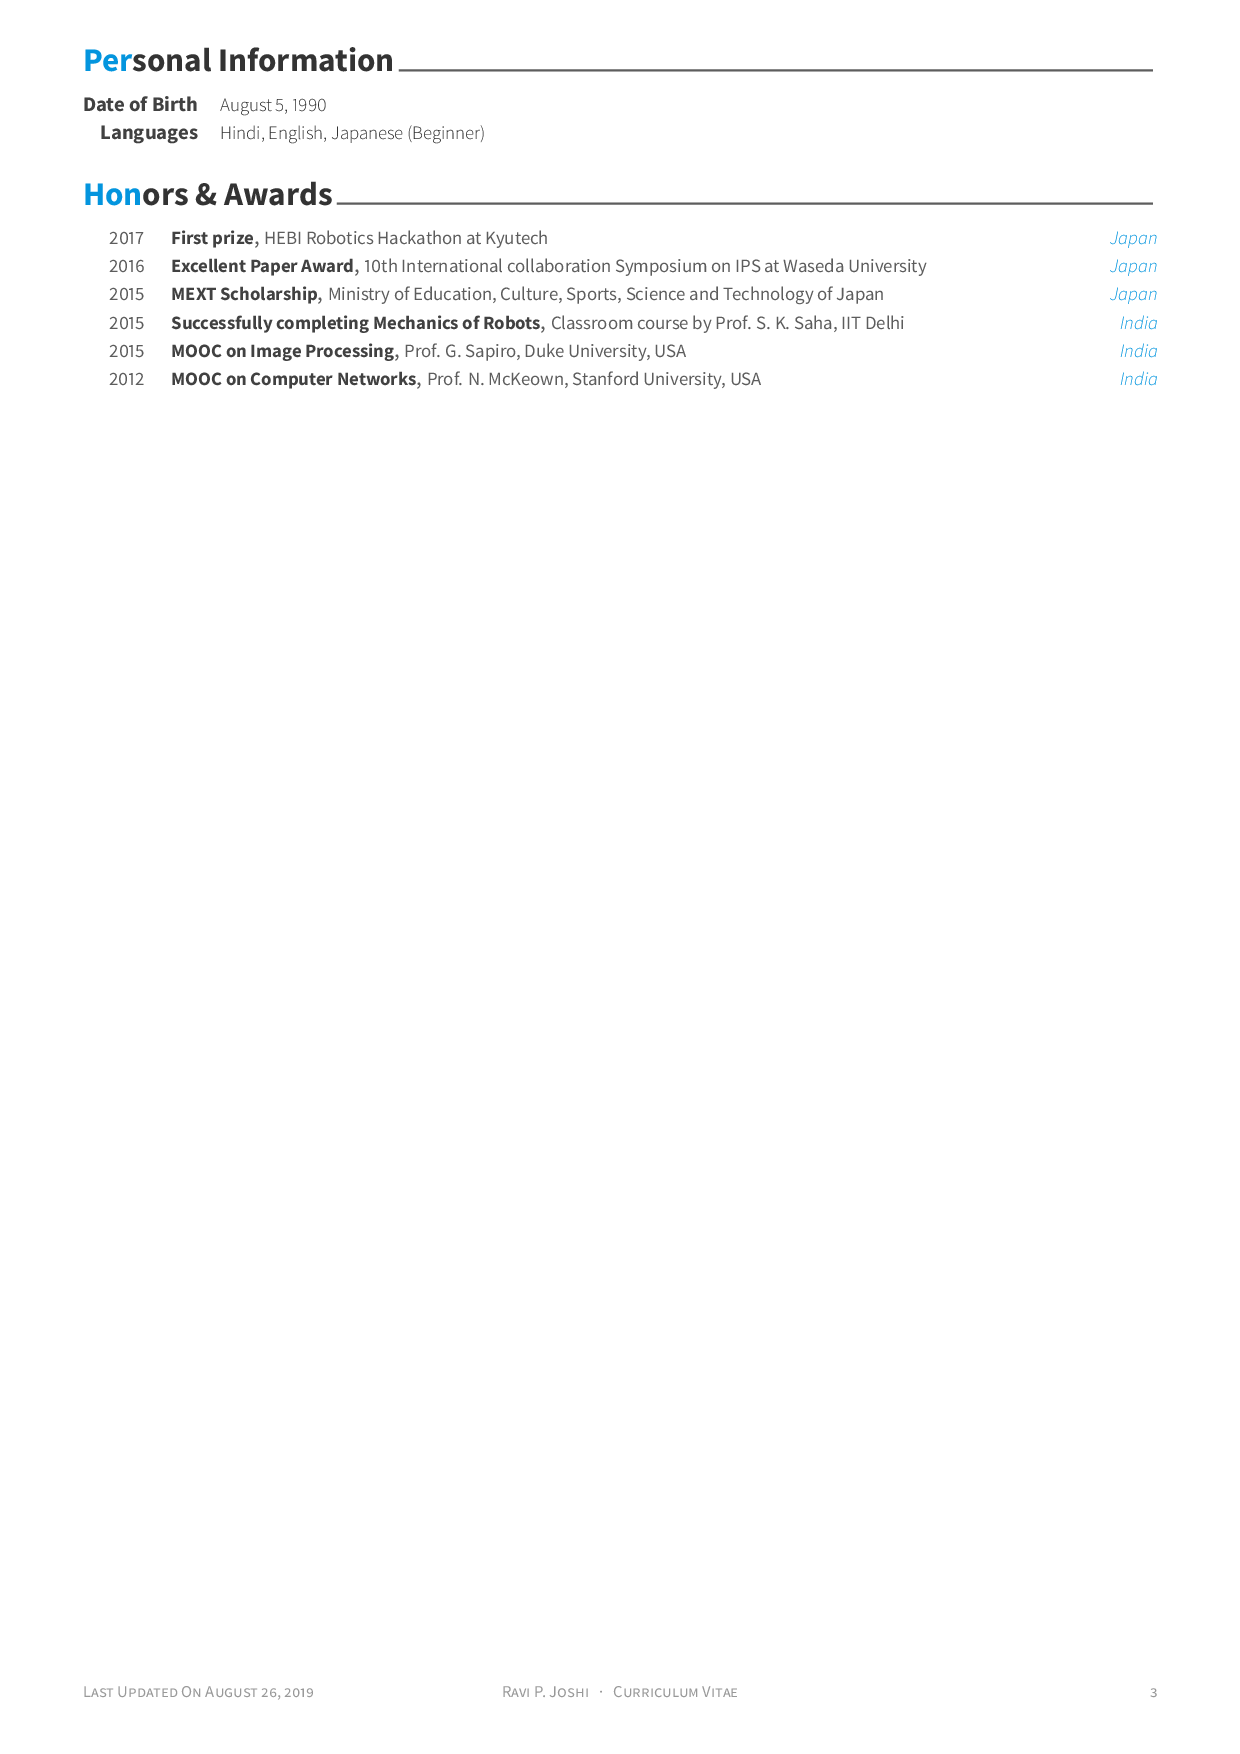 Personal Information
Date of Birth August 5, 1990
Languages Hindi, English, Japanese (Beginner)
Honors & Awards
2017 First prize, HEBI Robotics Hackathon at Kyutech Japan
2016 Excellent Paper Award, 10th International collaboration Symposium on IPS at Waseda University Japan
2015 MEXT Scholarship, Ministry of Education, Culture, Sports, Science and Technology of Japan Japan
2015 Successfully completing Mechanics of Robots, Classroom course by Prof. S. K. Saha, IIT Delhi India
2015 MOOC on Image Processing, Prof. G. Sapiro, Duke University, USA India
2012 MOOC on Computer Networks, Prof. N. McKeown, Stanford University, USA India
Last Updated On August 26, 2019 Ravi P. Joshi · Curriculum Vitae 3